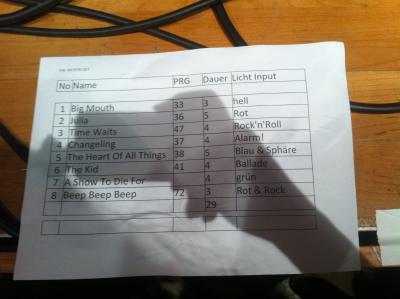 No Name PRG Dauer Licht Input
1 Big Mouth 33 3 hell
2 Julia 36 5 Rot
3 Time Waits 47 4 Rock'n'Roll
4 Changeling 37 4 Alarm!
5 The Heart Of All Things 38 5 Blau & Sphäre
6 The Kid 41 4 Ballade
7 A Show To Die For 4 grün
8 Beep Beep Beep 72 3 Rot & Rock
29